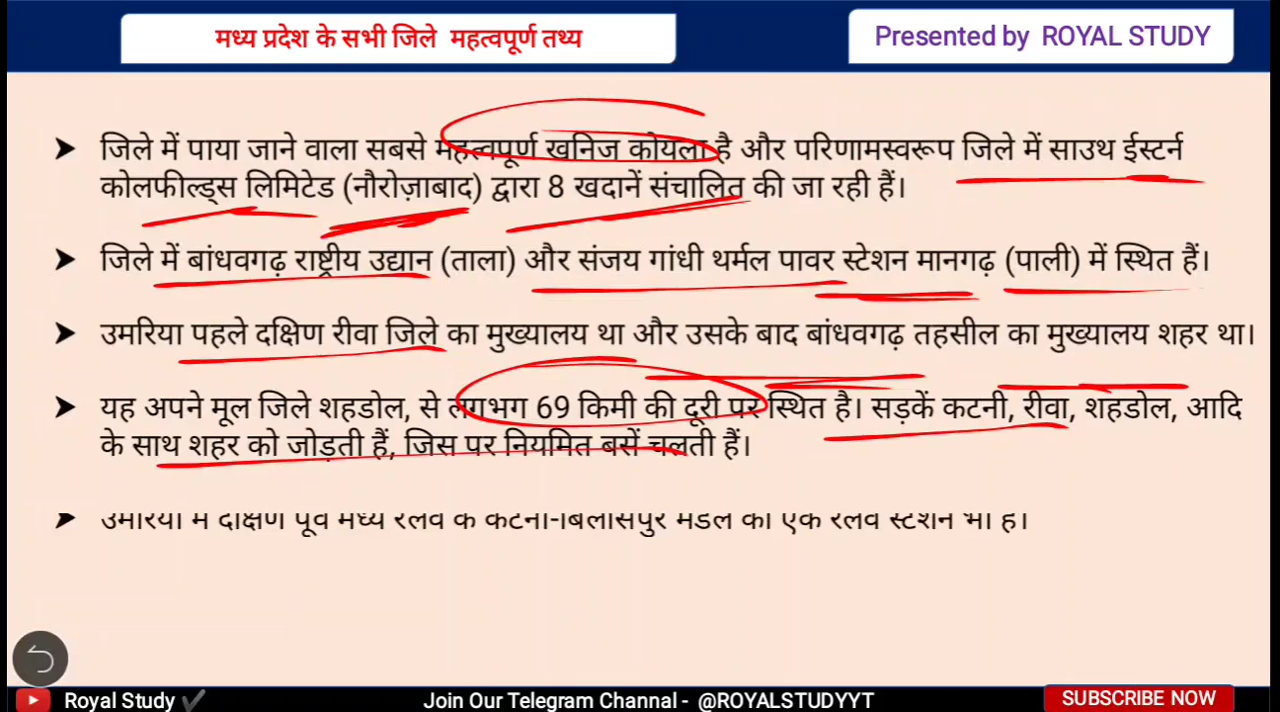 मध्य प्रदेश के सभी जिले महत्वपूर्ण तथ्य
Presented by ROYAL STUDY
➤ जिले में पाया जाने वाला सबसे महत्वपूर्ण खनिज कोयला है और परिणामस्वरूप जिले में साउथ ईस्टर्न
कोलफील्ड्स लिमिटेड (नौरोज़ाबाद) द्वारा 8 खदानें संचालित की जा रही हैं।
➤ जिले में बांधवगढ़ राष्ट्रीय उद्यान (ताला) और संजय गांधी थर्मल पावर स्टेशन मानगढ़ (पाली) में स्थित हैं।
➤ उमरिया पहले दक्षिण रीवा जिले का मुख्यालय था और उसके बाद बांधवगढ़ तहसील का मुख्यालय शहर था।
➤ यह अपने मूल जिले शहडोल, से लगभग 69 किमी की दूरी पर स्थित है। सड़कें कटनी, रीवा, शहडोल, आदि
के साथ शहर को जोड़ती हैं, जिस पर नियमित बसें चलती हैं।
➤ उमरिया में दक्षिण पूर्व मध्य रेलवे के कटनी-बिलासपुर मंडल का एक रेलवे स्टेशन भी है।
Royal Study ✔
Join Our Telegram Channal - @ROYALSTUDYYT
SUBSCRIBE NOW